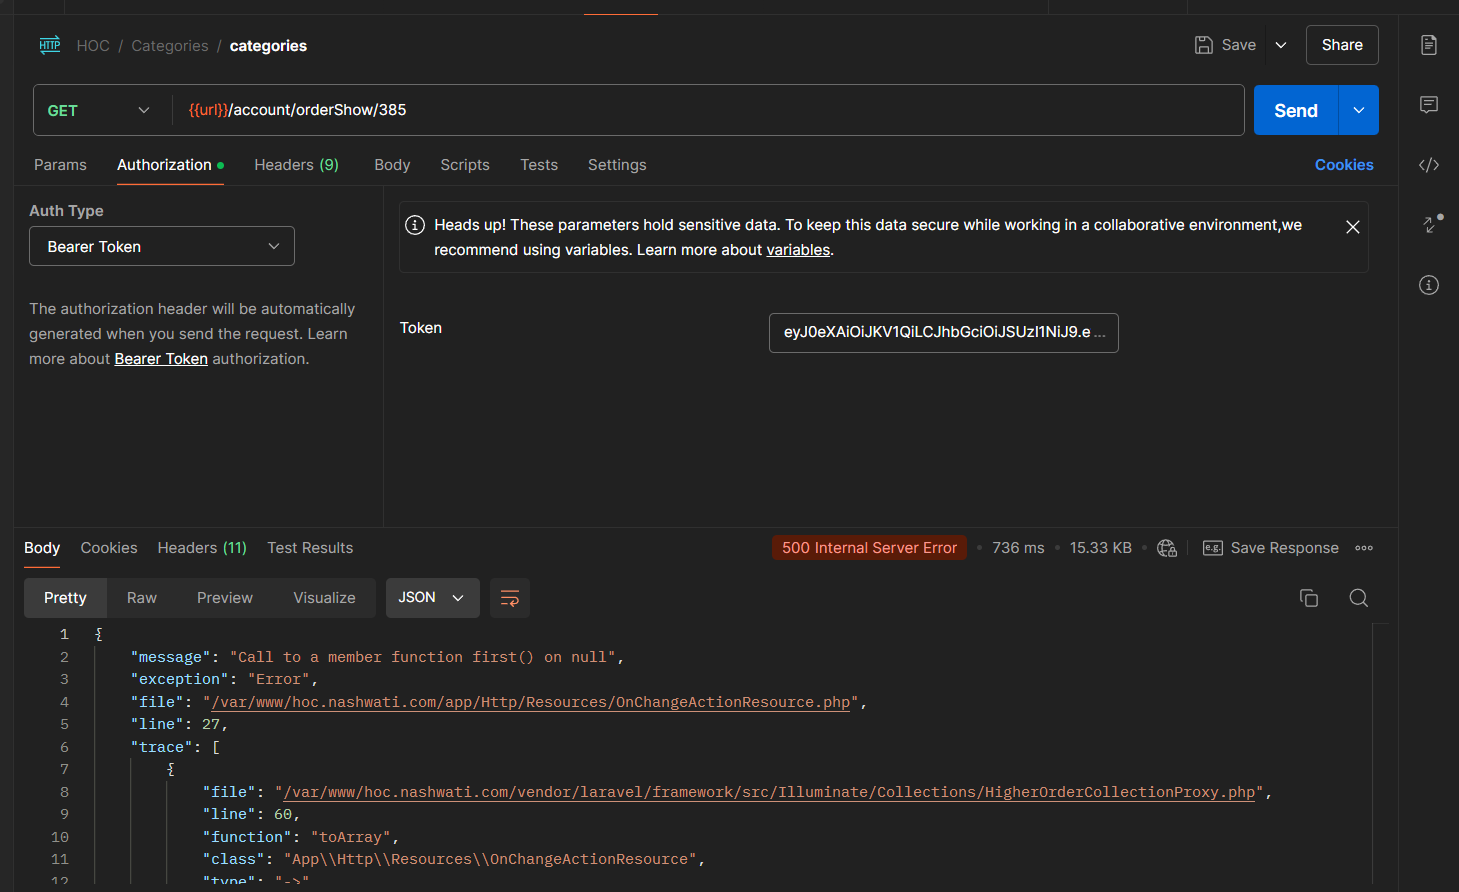 HTTP HOC / Categories / categories
Save Share
GET {{url}}/account/orderShow/385 Send
Params Authorization Headers (9) Body Scripts Tests Settings Cookies
Auth Type
Bearer Token
The authorization header will be automatically
generated when you send the request. Learn
more about Bearer Token authorization.
Heads up! These parameters hold sensitive data. To keep this data secure while working in a collaborative environment,we
recommend using variables. Learn more about variables.
Token eyJ0eXAiOiJKV1QiLCJhbGciOiJSUzI1NiJ9.e ...
Body Cookies Headers (11) Test Results 500 Internal Server Error 736 ms 15.33 KB e.g. Save Response
Pretty Raw Preview Visualize JSON
1 {
2 "message": "Call to a member function first() on null",
3 "exception": "Error",
4 "file": "/var/www/hoc.nashwati.com/app/Http/Resources/OnChangeActionResource.php",
5 "line": 27,
6 "trace": [
7 {
8 "file": "/var/www/hoc.nashwati.com/vendor/laravel/framework/src/Illuminate/Collections/HigherOrderCollectionProxy.php",
9 "line": 60,
10 "function": "toArray",
11 "class": "App\\Http\\Resources\\OnChangeActionResource",
12 "type": "->"